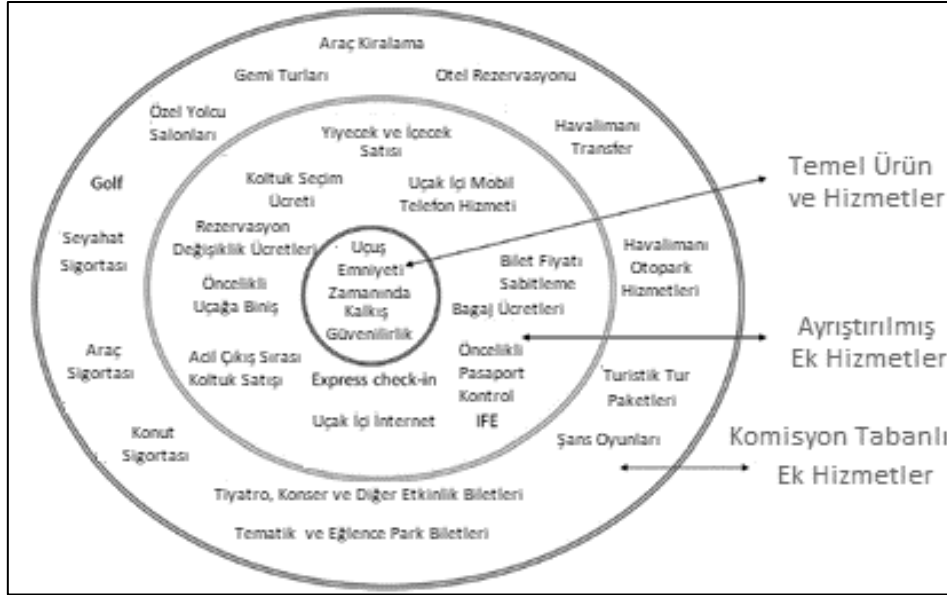 Araç Kiralama
Gemi Turları
Otel Rezervasyonu
Özel Yolcu
Salonları
Havalimanı
Transfer
Golf
Seyahat
Sigortası
Araç
Sigortası
Konut
Sigortası
Havalimanı
Otopark
Hizmetleri
Turistik Tur
Paketleri
Şans Oyunları
Tiyatro, Konser ve Diğer Etkinlik Biletleri
Tematik ve Eğlence Park Biletleri
Yiyecek ve İçecek
Satısı
Koltuk Seçim
Ücreti
Uçak İçi Mobil
Telefon Hizmeti
Rezervasyon
Değişiklik Ücretleri
Öncelikli
Uçağa Biniş
Acil Çıkış Sırası
Koltuk Satışı
Bilet Fiyatı
Sabitleme
Bagaj Ücretleri
Öncelikli
Pasaport
Kontrol
IFE
Express check-in
Uçak İçi İnternet
Uçuş
Emniyeti
Zamanında
Kalkış
Güvenilirlik
Temel Ürün
ve Hizmetler
Ayrıştırılmış
Ek Hizmetler
Komisyon Tabanlı
Ek Hizmetler